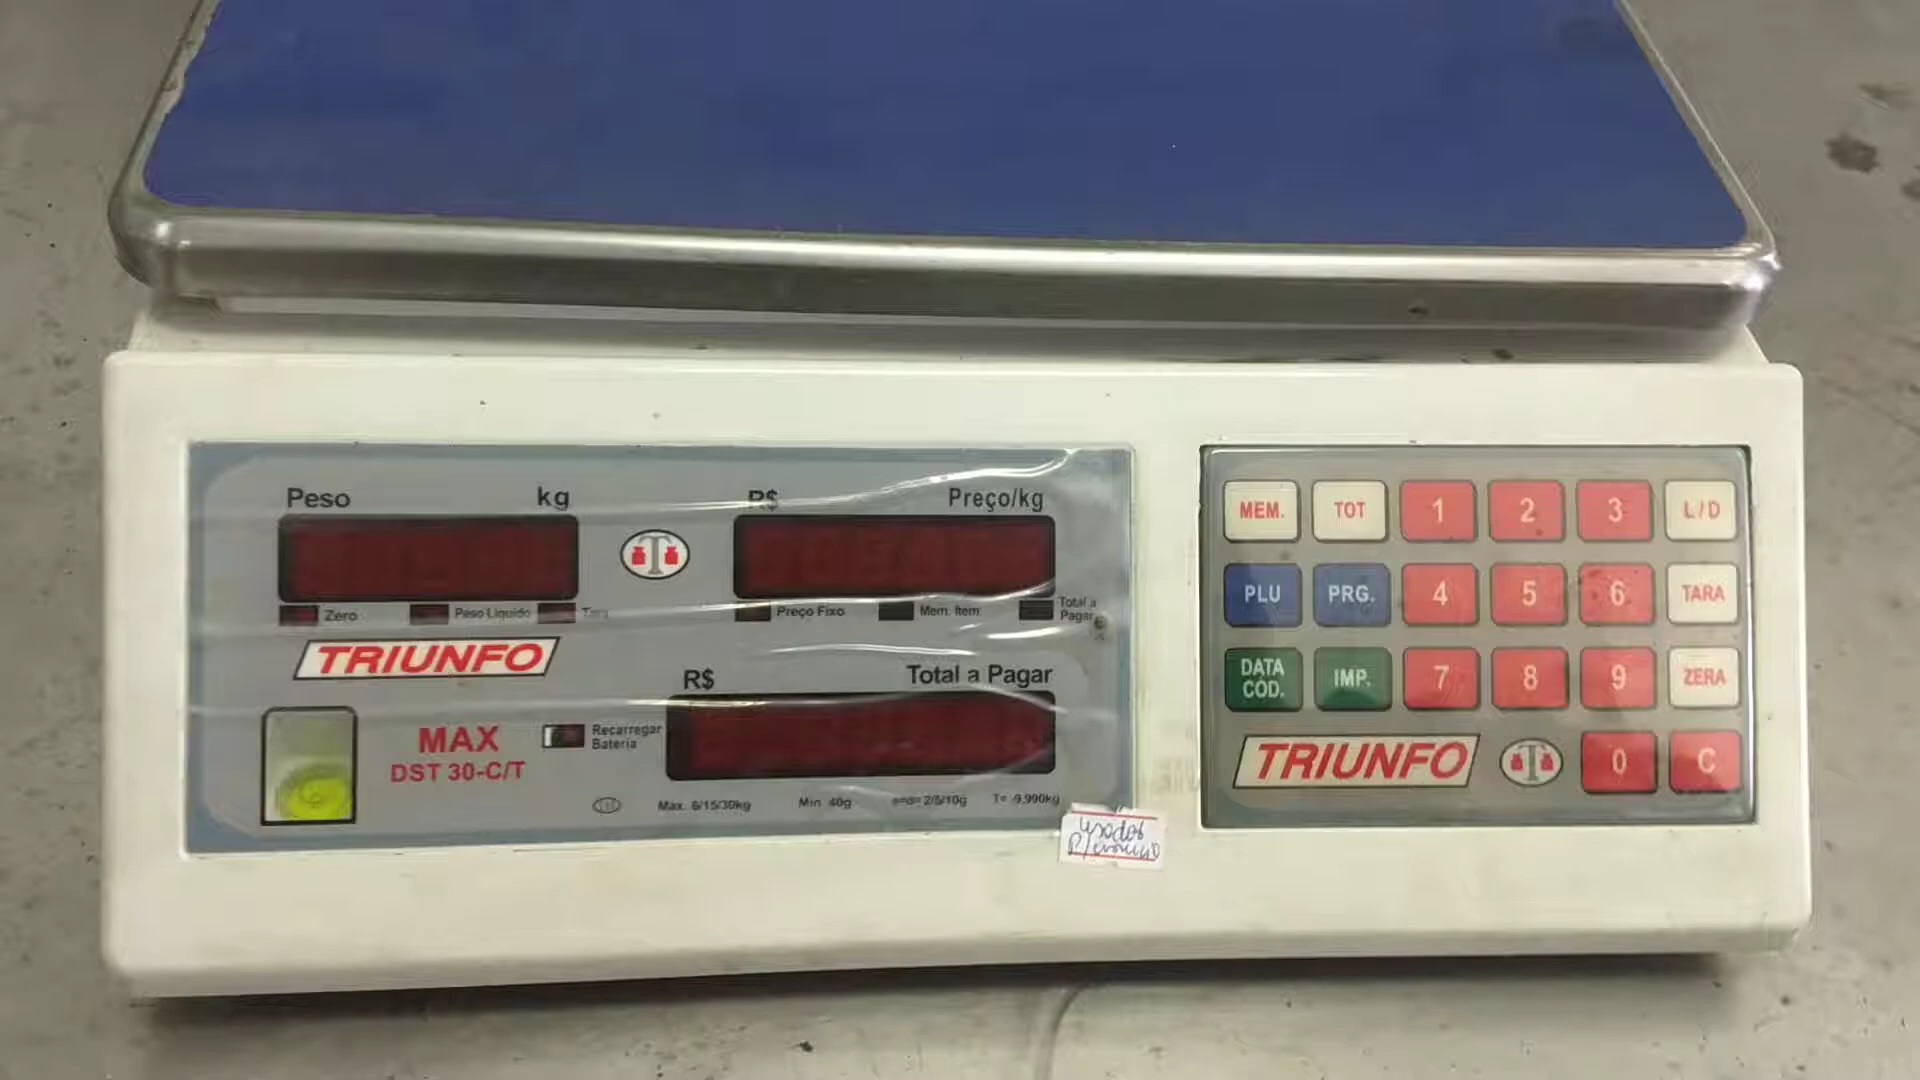 Peso kg
R$ Preço/kg
Zero Peso Líquido Tara
Preço Fixo Mem. Item Total a Pagar
TRIUNFO
R$ Total a Pagar
MAX
DST 30-C/T
Recarregar
Bateria
Max. 6/15/30kg Min. 40g e=d= 2/5/10g T= -9,990kg
usados
MEM. TOT 1 2 3 L/D
PLU PRG. 4 5 6 TARA
DATA COD. IMP. 7 8 9 ZERA
TRIUNFO T 0 C